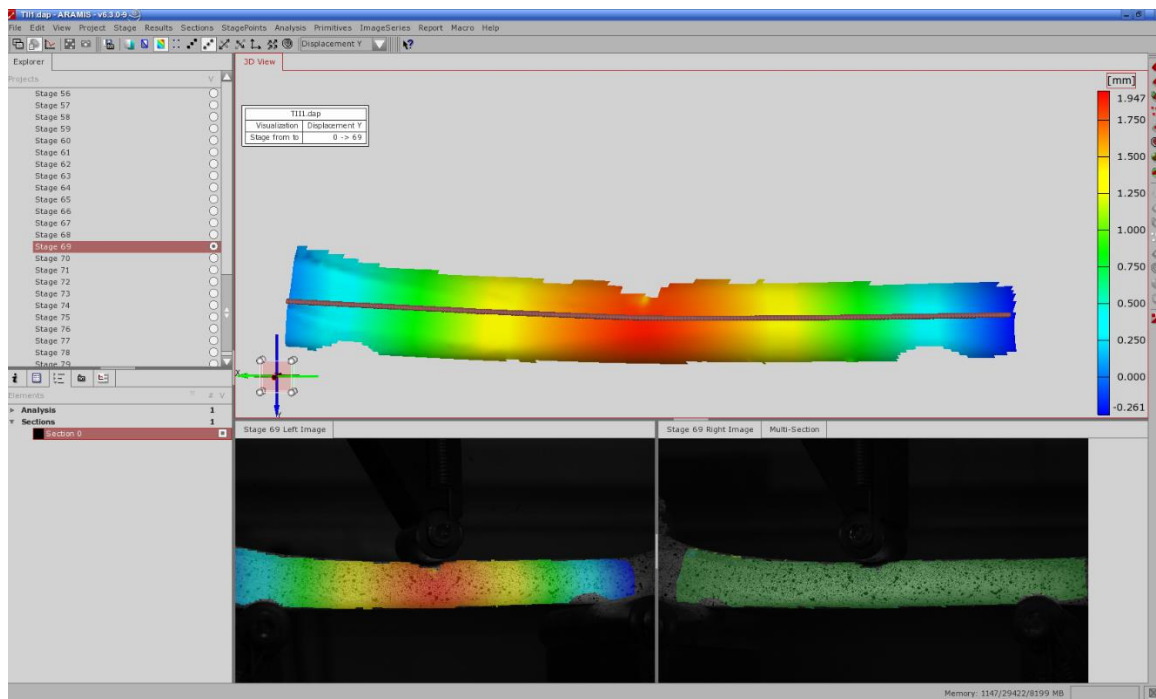 TII1.dap - ARAMIS - v6.3.0-9
File Edit View Project Stage Results Sections StagePoints Analysis Primitives ImageSeries Report Macro Help
Displacement Y
Explorer
Projects V
Stage 56
Stage 57
Stage 58
Stage 59
Stage 60
Stage 61
Stage 62
Stage 63
Stage 64
Stage 65
Stage 66
Stage 67
Stage 68
Stage 69
Stage 70
Stage 71
Stage 72
Stage 73
Stage 74
Stage 75
Stage 76
Stage 77
Stage 78
Stage 79
Elements # V
Analysis 1
Sections 1
Section 0
3D View
TII1.dap
Visualization Displacement Y
Stage from to 0 -> 69
[mm]
1.947
1.750
1.500
1.250
1.000
0.750
0.500
0.250
0.000
-0.261
X
Y
Stage 69 Left Image
Stage 69 Right Image Multi-Section
Memory: 1147/29422/8199 MB